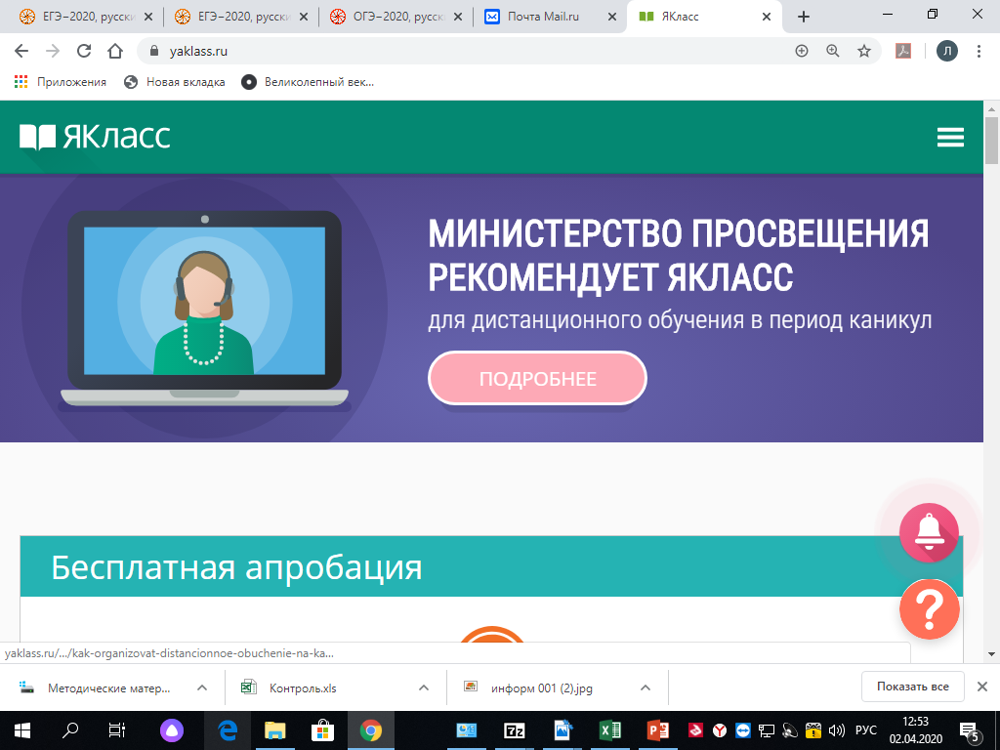 ЕГЭ–2020, русски
ЕГЭ–2020, русски
ОГЭ–2020, русск
Почта Mail.ru
ЯКласс
yaklass.ru
Л
Приложения
Новая вкладка
Великолепный век...
ЯКласс
МИНИСТЕРСТВО ПРОСВЕЩЕНИЯ
РЕКОМЕНДУЕТ ЯКЛАСС
для дистанционного обучения в период каникул
ПОДРОБНЕЕ
Бесплатная апробация
yaklass.ru/.../kak-organizovat-distancionnoe-obuchenie-na-ka...
Методические матер...
Контроль.xls
информ 001 (2).jpg
Показать все
7z
РУС
12:53
02.04.2020
5